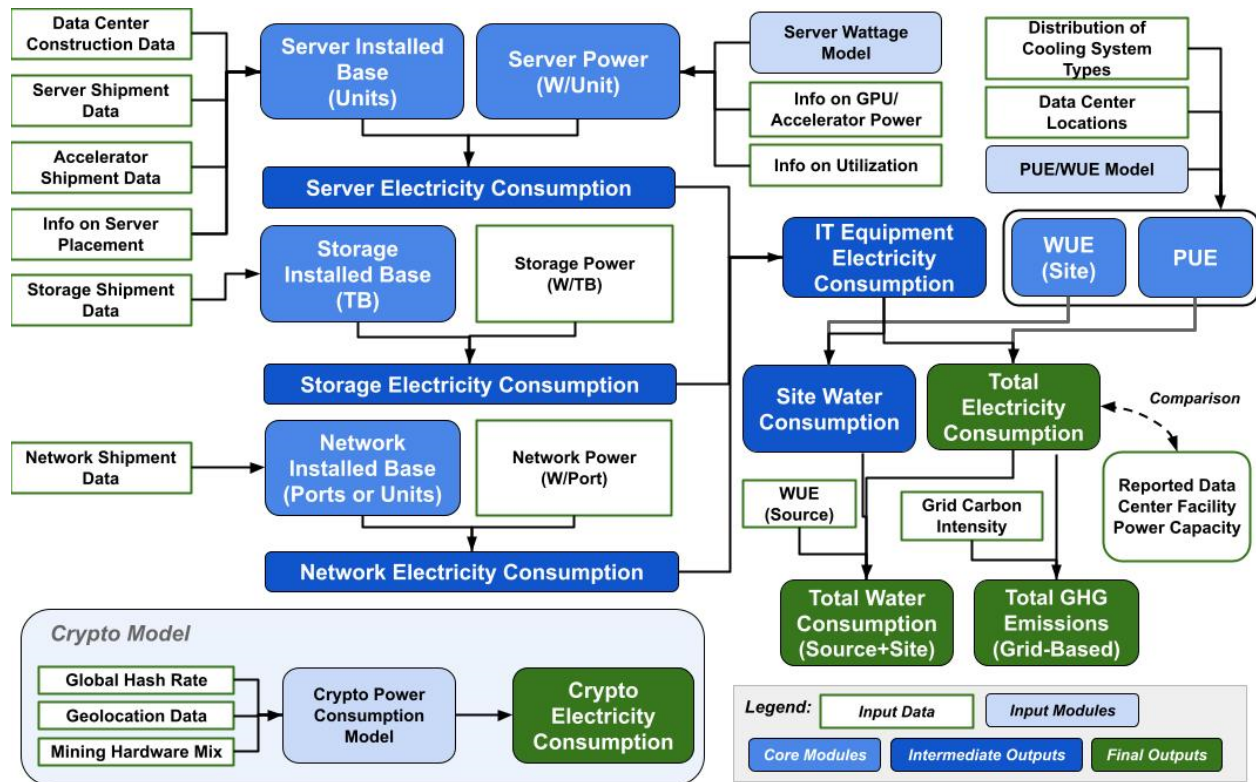 Data Center
Construction Data
Server Shipment
Data
Accelerator
Shipment Data
Info on Server
Placement
Storage Shipment
Data
Network Shipment
Data
Server Installed
Base
(Units)
Server Power
(W/Unit)
Server Wattage
Model
Info on GPU/
Accelerator Power
Info on Utilization
Server Electricity Consumption
Storage
Installed Base
(TB)
Storage Power
(W/TB)
Storage Electricity Consumption
Network
Installed Base
(Ports or Units)
Network Power
(W/Port)
Network Electricity Consumption
Distribution of
Cooling System
Types
Data Center
Locations
PUE/WUE Model
WUE
(Site)
PUE
IT Equipment
Electricity
Consumption
Site Water
Consumption
Total
Electricity
Consumption
Comparison
Reported Data
Center Facility
Power Capacity
WUE
(Source)
Grid Carbon
Intensity
Total Water
Consumption
(Source+Site)
Total GHG
Emissions
(Grid-Based)
Crypto Model
Global Hash Rate
Geolocation Data
Mining Hardware Mix
Crypto Power
Consumption
Model
Crypto
Electricity
Consumption
Legend:
Input Data
Input Modules
Core Modules
Intermediate Outputs
Final Outputs